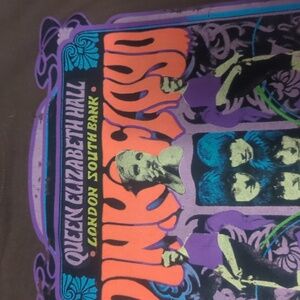 QUEEN ELIZABETH HALL
• LONDON SOUTH BANK •
PINK FLOYD